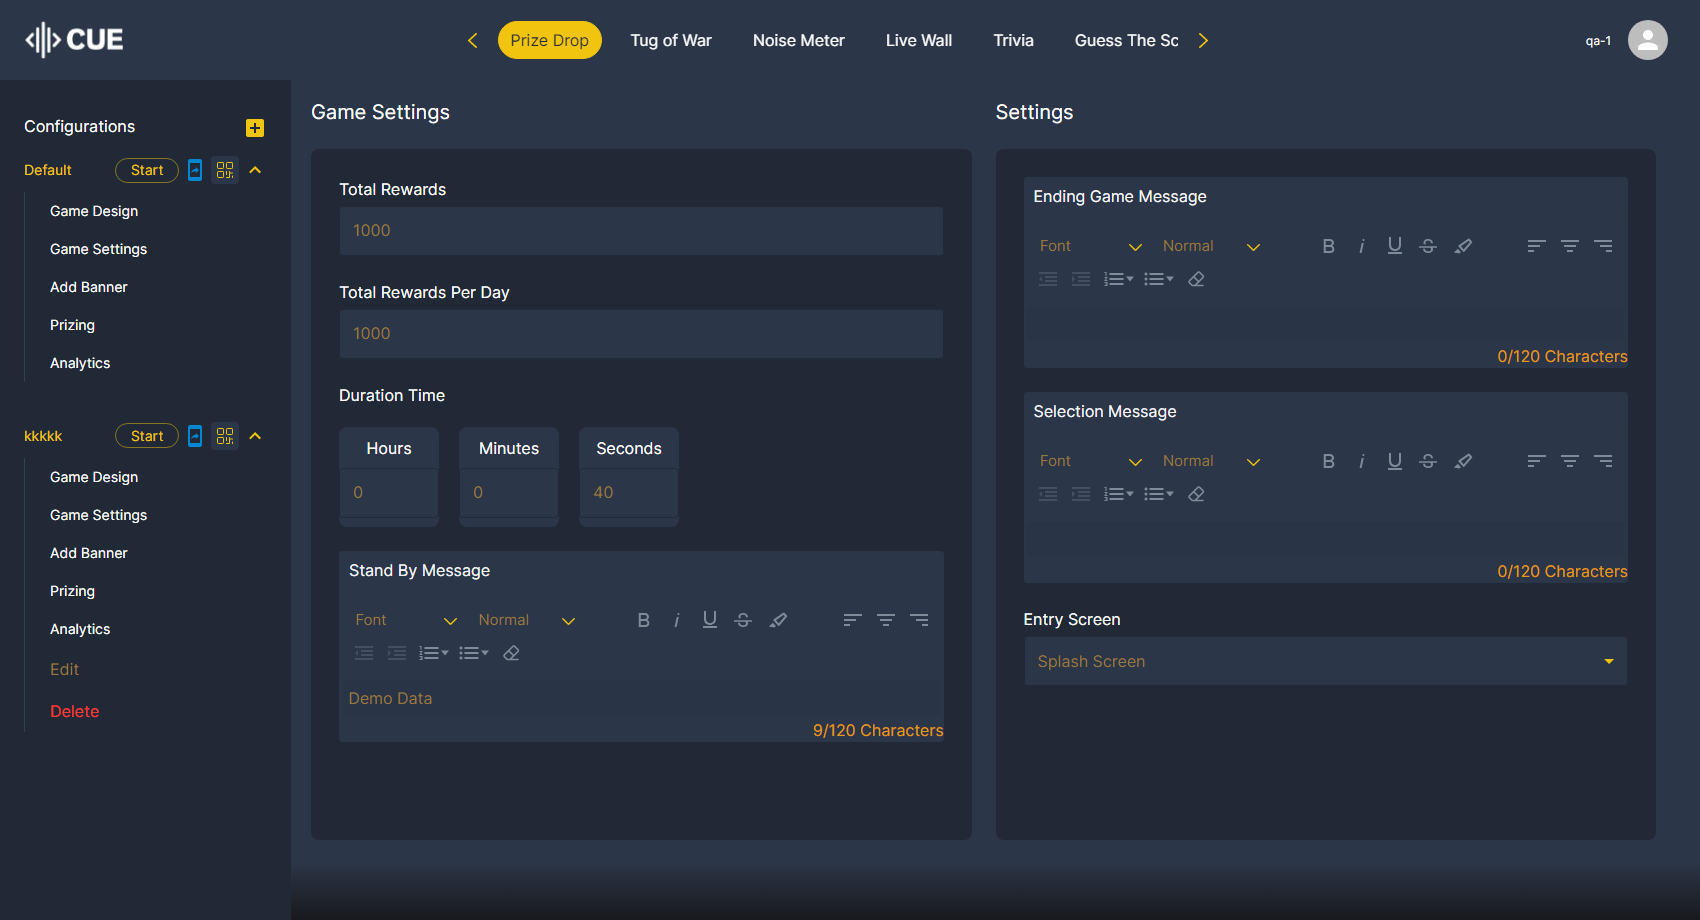 CUE
Prize Drop
Tug of War
Noise Meter
Live Wall
Trivia
Guess The Sc
qa-1
Configurations
Default
Start
Game Design
Game Settings
Add Banner
Prizing
Analytics
kkkkk
Start
Game Design
Game Settings
Add Banner
Prizing
Analytics
Edit
Delete
Game Settings
Total Rewards
1000
Total Rewards Per Day
1000
Duration Time
Hours
Minutes
Seconds
0
0
40
Stand By Message
Font
Normal
B
i
U
S
Demo Data
9/120 Characters
Settings
Ending Game Message
Font
Normal
B
i
U
S
0/120 Characters
Selection Message
Font
Normal
B
i
U
S
0/120 Characters
Entry Screen
Splash Screen